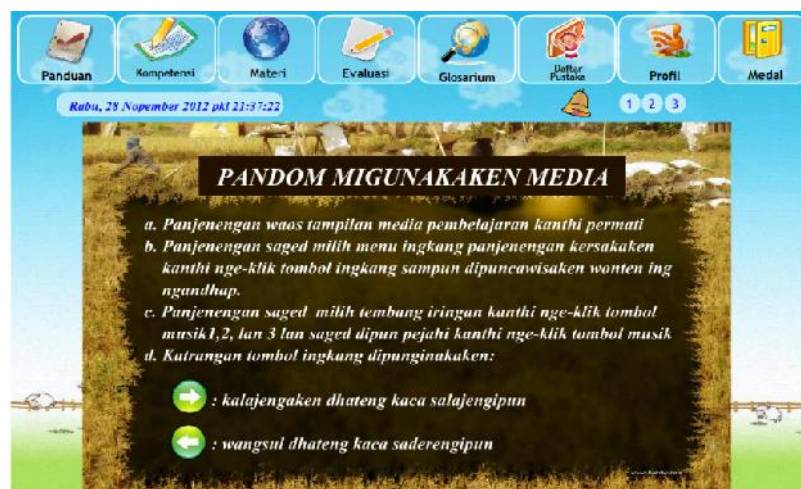 Panduan
Kompetensi
Materi
Evaluasi
Glosarium
Daftar
Pustaka
Profil
Medal
Rabu, 28 Nopember 2012 pkl 21:37:22
1 2 3
PANDOM MIGUNAKAKEN MEDIA
a. Panjenengan waos tampilan media pembelajaran kanthi permati
b. Panjenengan saged milih menu ingkang panjenengan kersakaken
kanthi nge-klik tombol ingkang sampun dipuncawisaken wonten ing
ngandhap.
c. Panjenengan saged milih tembang iringan kanthi nge-klik tombol
musik1,2, lan 3 lan saged dipun pejahi kanthi nge-klik tombol musik
d. Katrangan tombol ingkang dipunginakaken:
: kalajengaken dhateng kaca salajengipun
: wangsul dhateng kaca saderengipun